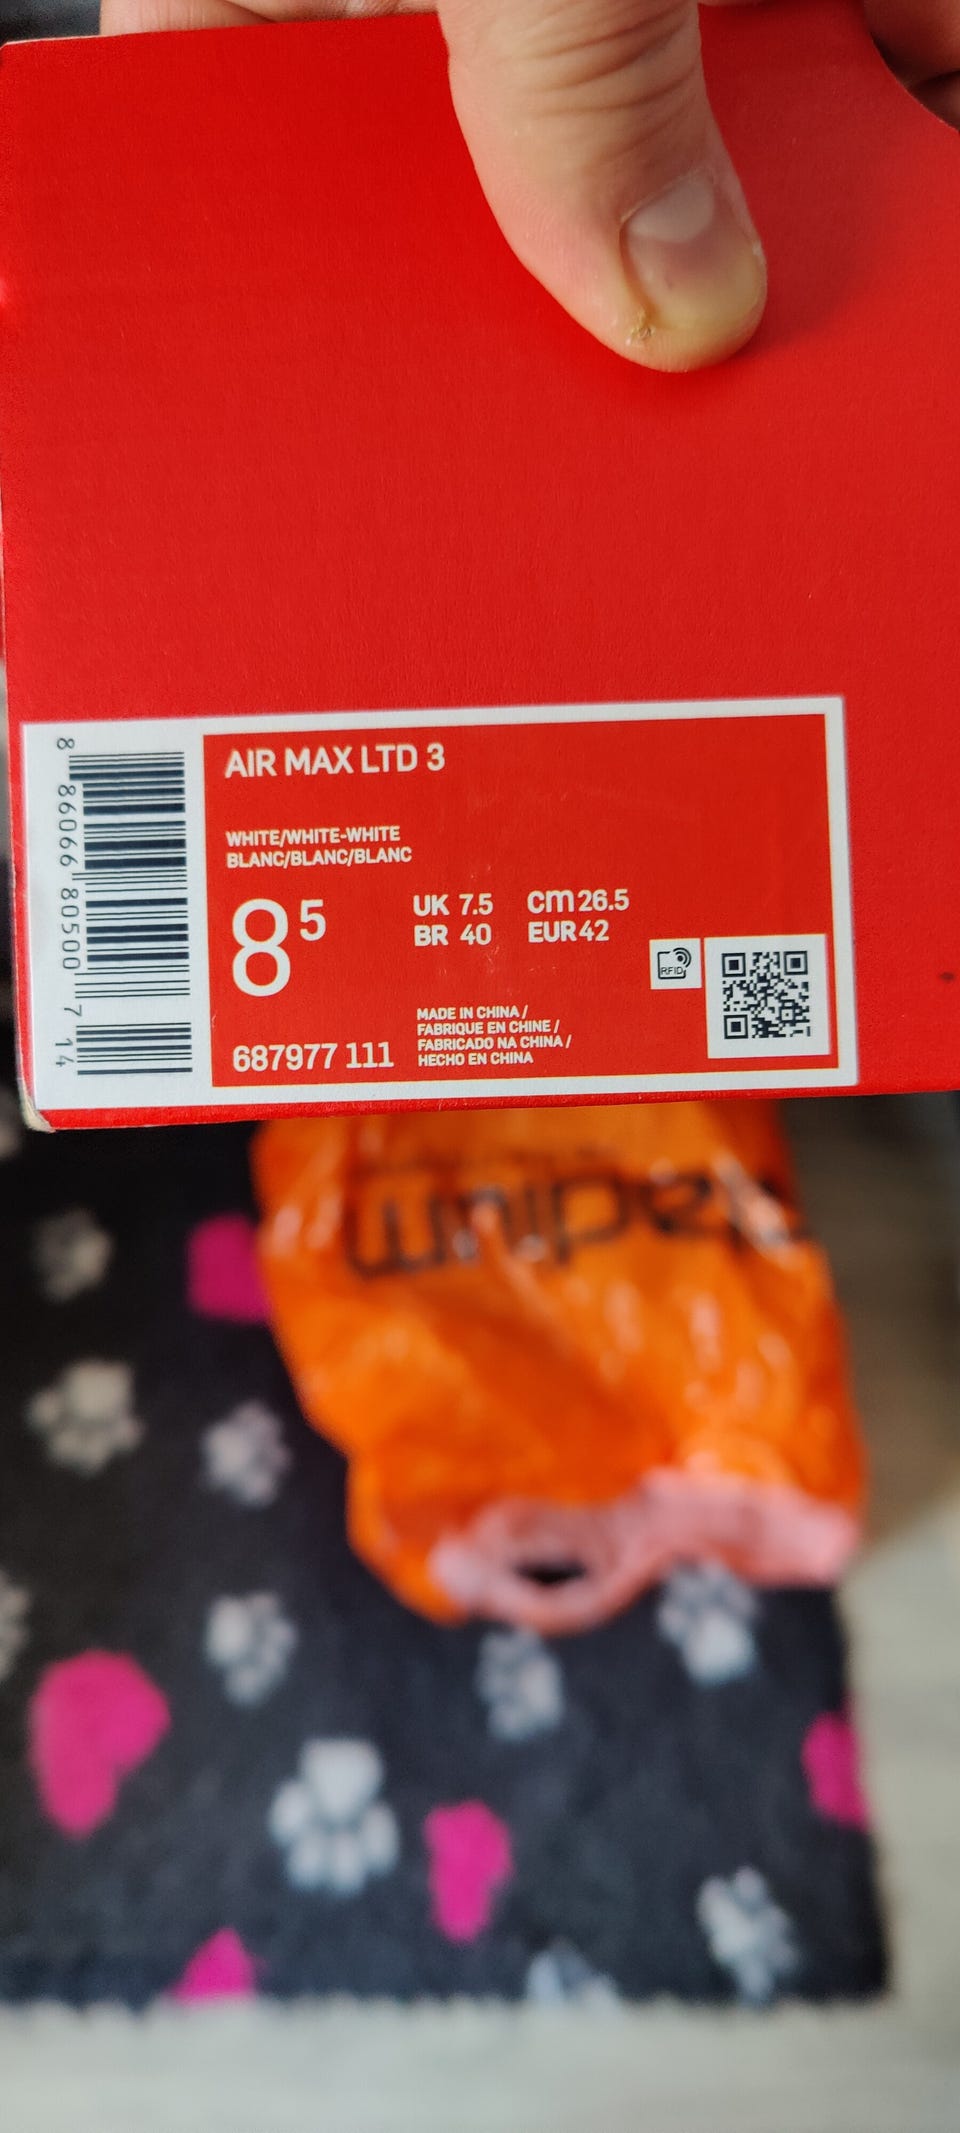 AIR MAX LTD 3
WHITE/WHITE-WHITE
BLANC/BLANC/BLANC
8 5
UK 7.5 cm 26.5
BR 40 EUR 42
RFID
687977 111
MADE IN CHINA /
FABRIQUE EN CHINE /
FABRICADO NA CHINA /
HECHO EN CHINA
8 86066 80500 7 14